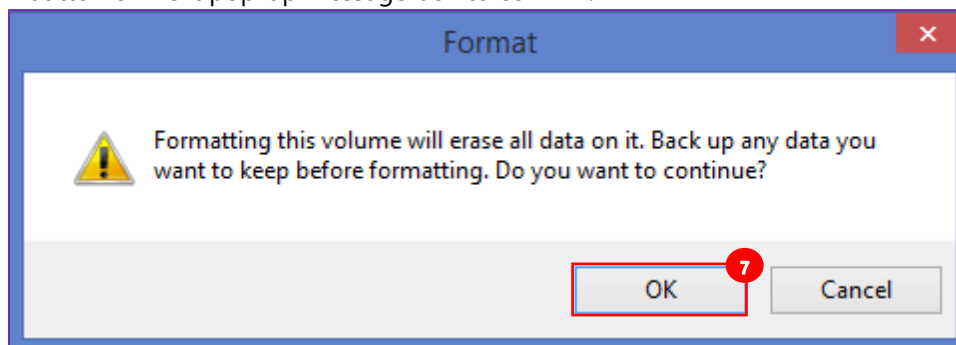 Format
Formatting this volume will erase all data on it. Back up any data you
want to keep before formatting. Do you want to continue?
7
OK
Cancel